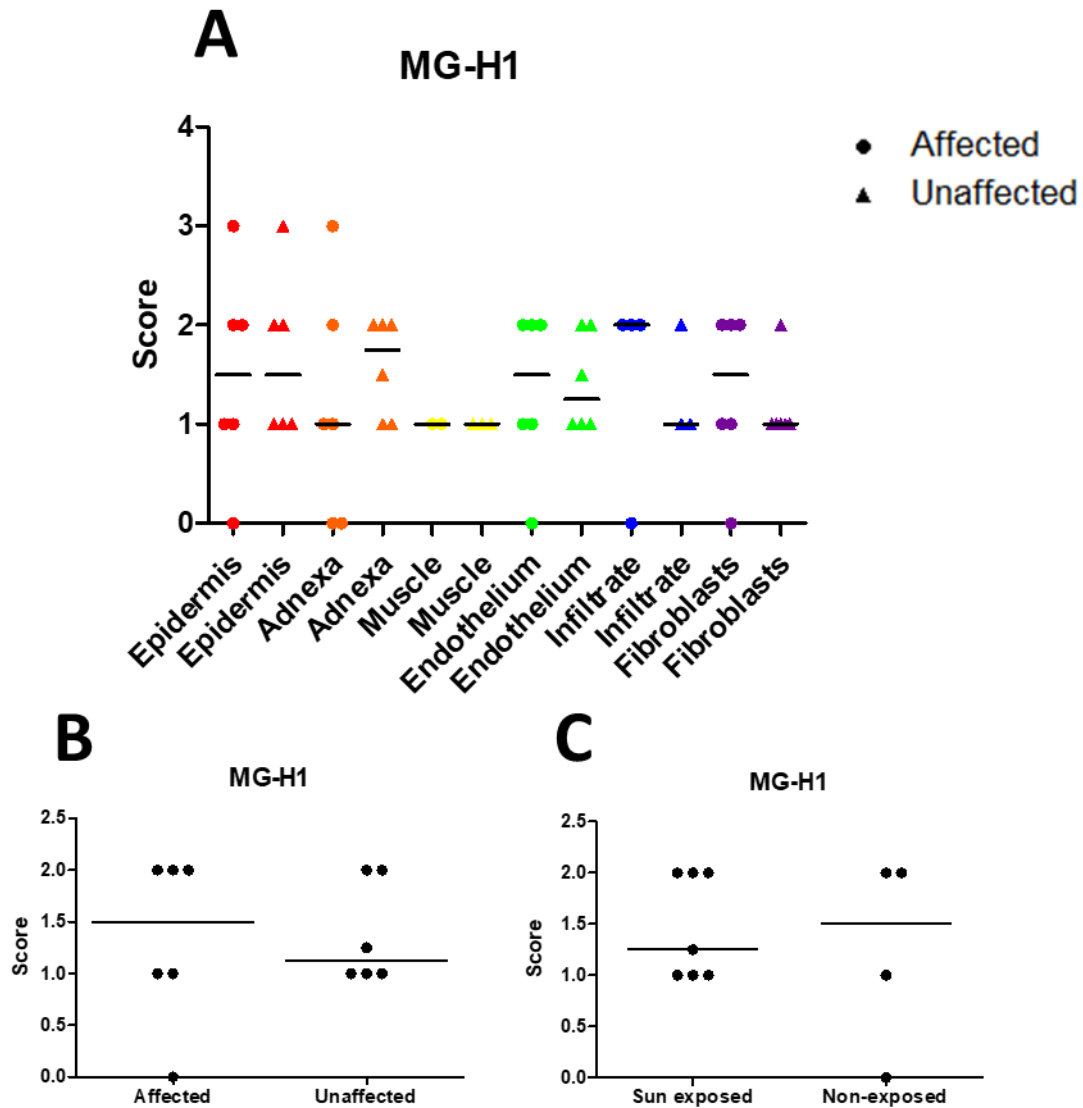 A
MG-H1
Affected
Unaffected
4
3
2
1
0
Score
Epidermis
Epidermis
Adnexa
Adnexa
Muscle
Muscle
Endothelium
Endothelium
Infiltrate
Infiltrate
Fibroblasts
Fibroblasts
B
MG-H1
2.5
2.0
1.5
1.0
0.5
0.0
Score
Affected
Unaffected
C
MG-H1
2.5
2.0
1.5
1.0
0.5
0.0
Score
Sun exposed
Non-exposed